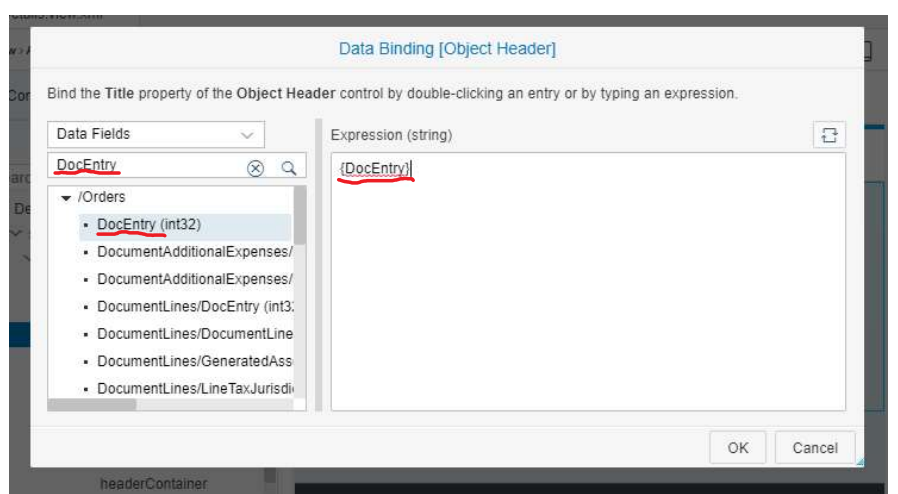 Data Binding [Object Header]
Bind the Title property of the Object Header control by double-clicking an entry or by typing an expression.
Data Fields
DocEntry
/Orders
DocEntry (int32)
DocumentAdditionalExpenses/
DocumentAdditionalExpenses/
DocumentLines/DocEntry (int3
DocumentLines/DocumentLine
DocumentLines/GeneratedAss
DocumentLines/LineTaxJurisdi
Expression (string)
{DocEntry}
OK
Cancel
headerContainer